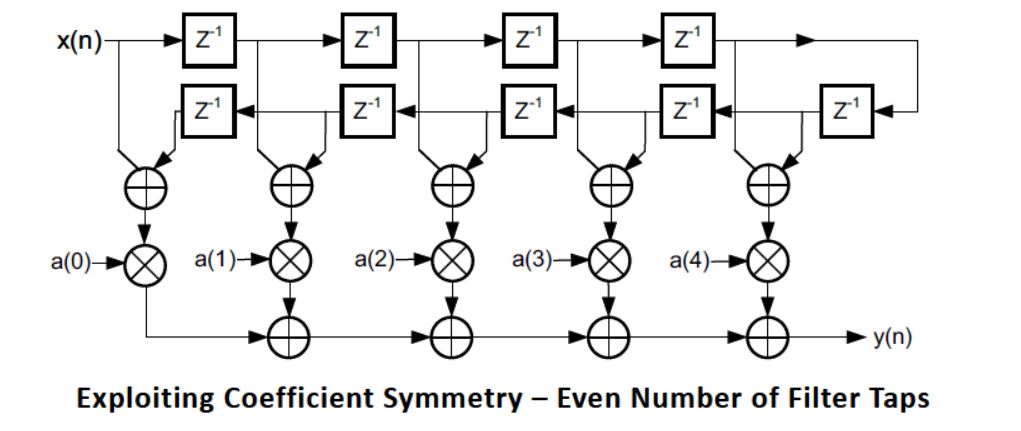 x(n) Z-1 Z-1 Z-1 Z-1
Z-1 Z-1 Z-1 Z-1 Z-1
a(0) a(1) a(2) a(3) a(4)
y(n)
Exploiting Coefficient Symmetry – Even Number of Filter Taps